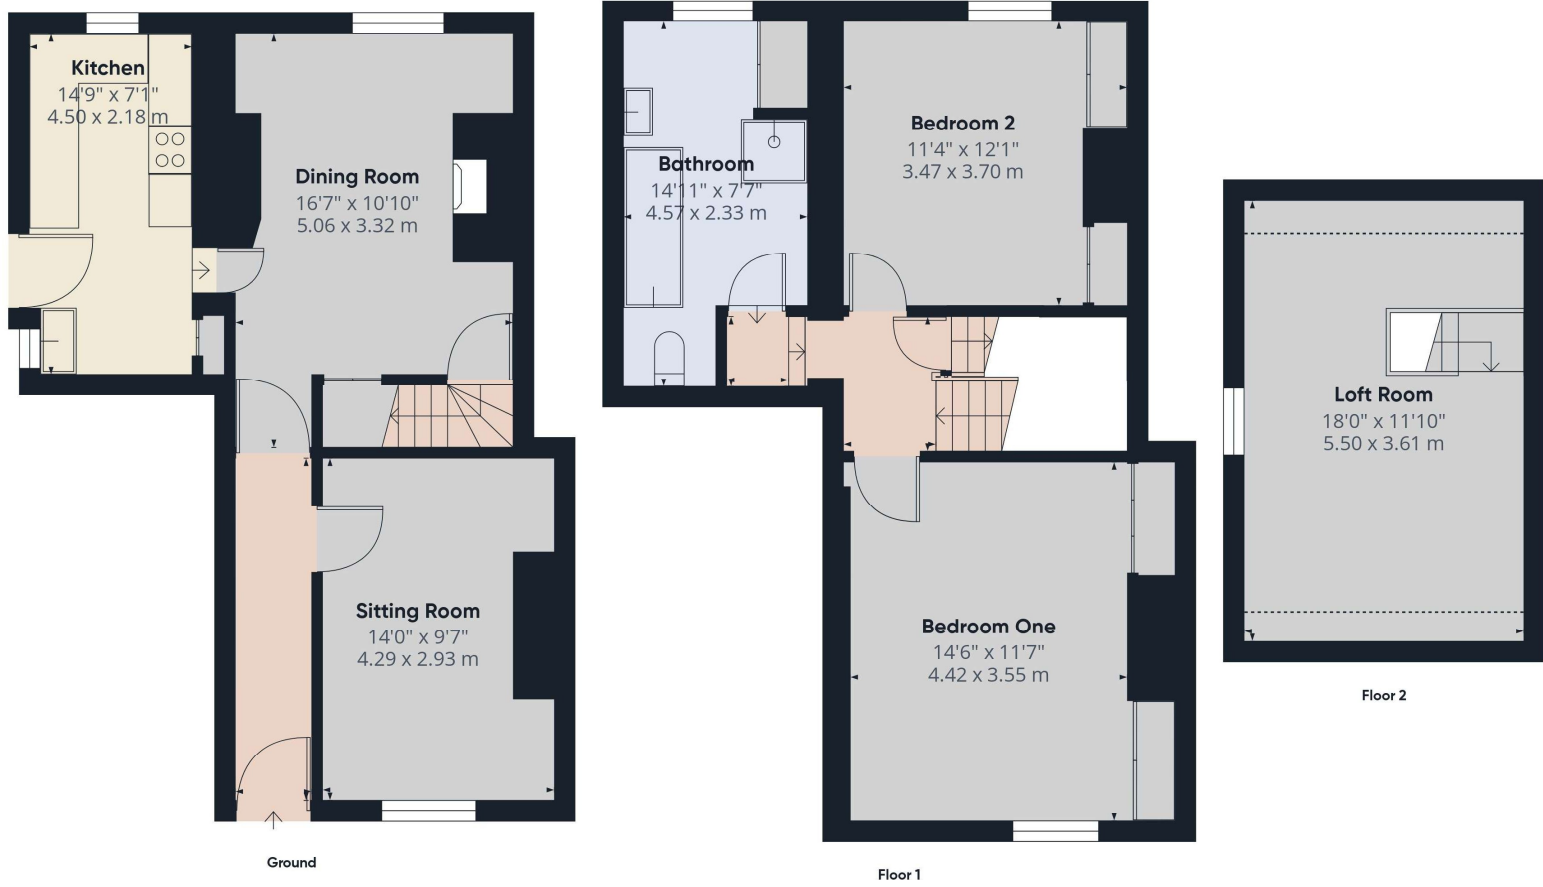 Kitchen
14'9" x 7'1"
4.50 x 2.18 m
Dining Room
16'7" x 10'10"
5.06 x 3.32 m
Sitting Room
14'0" x 9'7"
4.29 x 2.93 m
Ground
Bathroom
14'11" x 7'7"
4.57 x 2.33 m
Bedroom 2
11'4" x 12'1"
3.47 x 3.70 m
Bedroom One
14'6" x 11'7"
4.42 x 3.55 m
Floor 1
Loft Room
18'0" x 11'10"
5.50 x 3.61 m
Floor 2